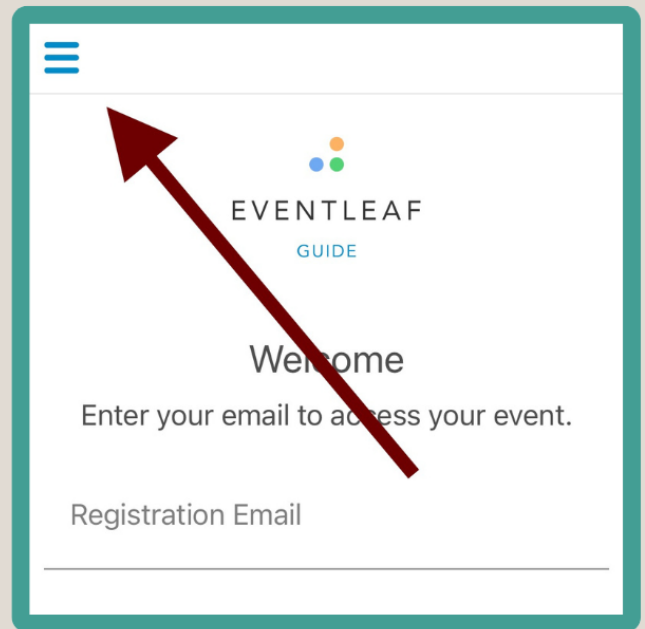 EVENTLEAF
GUIDE
Welcome
Enter your email to access your event.
Registration Email